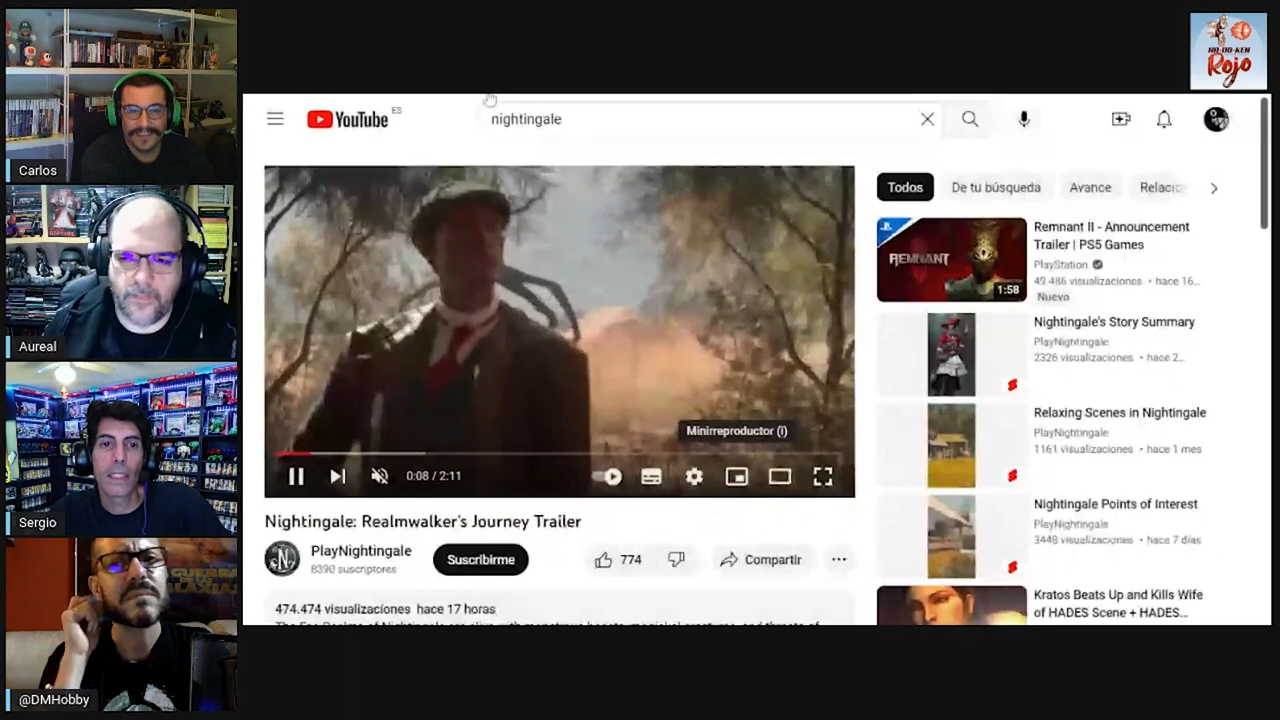 Carlos
Aureal
Sergio
@DMHobby
HA-DO-KEN
Rojo
YouTube ES
nightingale
Minirreproductor (i)
0:08 / 2:11
Nightingale: Realmwalker's Journey Trailer
PlayNightingale
8390 suscriptores
Suscribirme
774
Compartir
474.474 visualizaciones hace 17 horas
Todos
De tu búsqueda
Avance
Relacio
REMNANT
1:58
Remnant II - Announcement
Trailer | PS5 Games
PlayStation
49.486 visualizaciones • hace 16...
Nuevo
Nightingale's Story Summary
PlayNightingale
2326 visualizaciones • hace 2...
Relaxing Scenes in Nightingale
PlayNightingale
1161 visualizaciones • hace 1 mes
Nightingale Points of Interest
PlayNightingale
3448 visualizaciones • hace 7 días
Kratos Beats Up and Kills Wife
of HADES Scene + HADES...